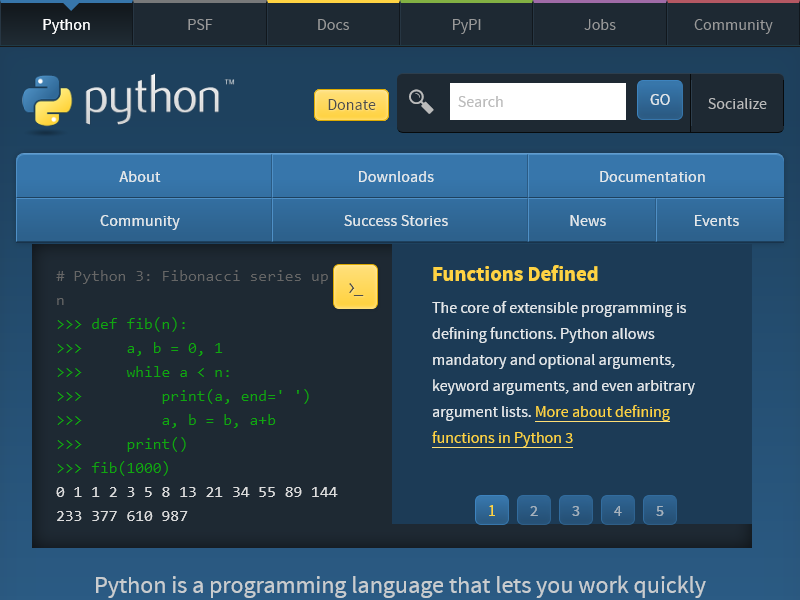 Python PSF Docs PyPI Jobs Community
python™
Donate Search GO Socialize
About Downloads Documentation
Community Success Stories News Events
# Python 3: Fibonacci series up
n
>>> def fib(n):
>>>     a, b = 0, 1
>>>     while a < n:
>>>         print(a, end=' ')
>>>         a, b = b, a+b
>>>     print()
>>> fib(1000)
0 1 1 2 3 5 8 13 21 34 55 89 144
233 377 610 987
>_
Functions Defined
The core of extensible programming is
defining functions. Python allows
mandatory and optional arguments,
keyword arguments, and even arbitrary
argument lists. More about defining
functions in Python 3
1 2 3 4 5
Python is a programming language that lets you work quickly